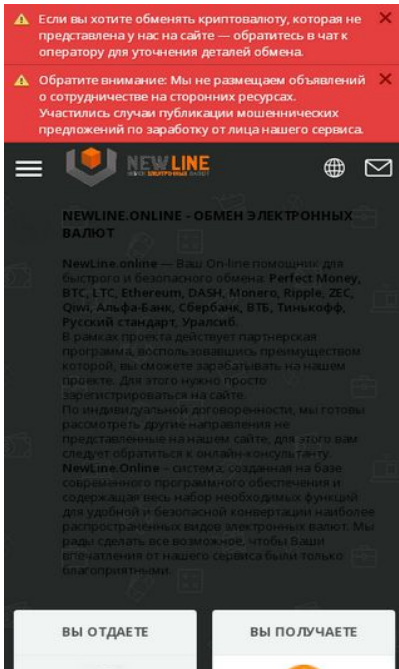 Если вы хотите обменять криптовалюту, которая не
представлена у нас на сайте — обратитесь в чат к
оператору для уточнения деталей обмена.
Обратите внимание: Мы не размещаем объявлений
о сотрудничестве на сторонних ресурсах.
Участились случаи публикации мошеннических
предложений по заработку от лица нашего сервиса.
NEW LINE
ОБМЕН ЭЛЕКТРОННЫХ ВАЛЮТ
NEWLINE.ONLINE - ОБМЕН ЭЛЕКТРОННЫХ
ВАЛЮТ
NewLine.online — Ваш On-line помощник для
быстрого и безопасного обмена: Perfect Money,
BTC, LTC, Ethereum, DASH, Monero, Ripple, ZEC,
Qiwi, Альфа-Банк, Сбербанк, ВТБ, Тинькофф,
Русский стандарт, Уралсиб.
В рамках проекта действует партнерская
программа, воспользовавшись преимуществом
которой, вы сможете зарабатывать на нашем
проекте. Для этого нужно просто
зарегистрироваться на сайте.
По индивидуальной договоренности, мы готовы
рассмотреть другие направления не
представленные на нашем сайте, для этого вам
следует обратиться к онлайн-консультанту.
NewLine.Online – система, созданная на базе
современного программного обеспечения и
содержащая весь набор необходимых функций
для удобной и безопасной конвертации наиболее
распространенных видов электронных валют. Мы
рады сделать все возможное, чтобы Ваши
впечатления от нашего сервиса были только
благоприятными.
ВЫ ОТДАЕТЕ
ВЫ ПОЛУЧАЕТЕ